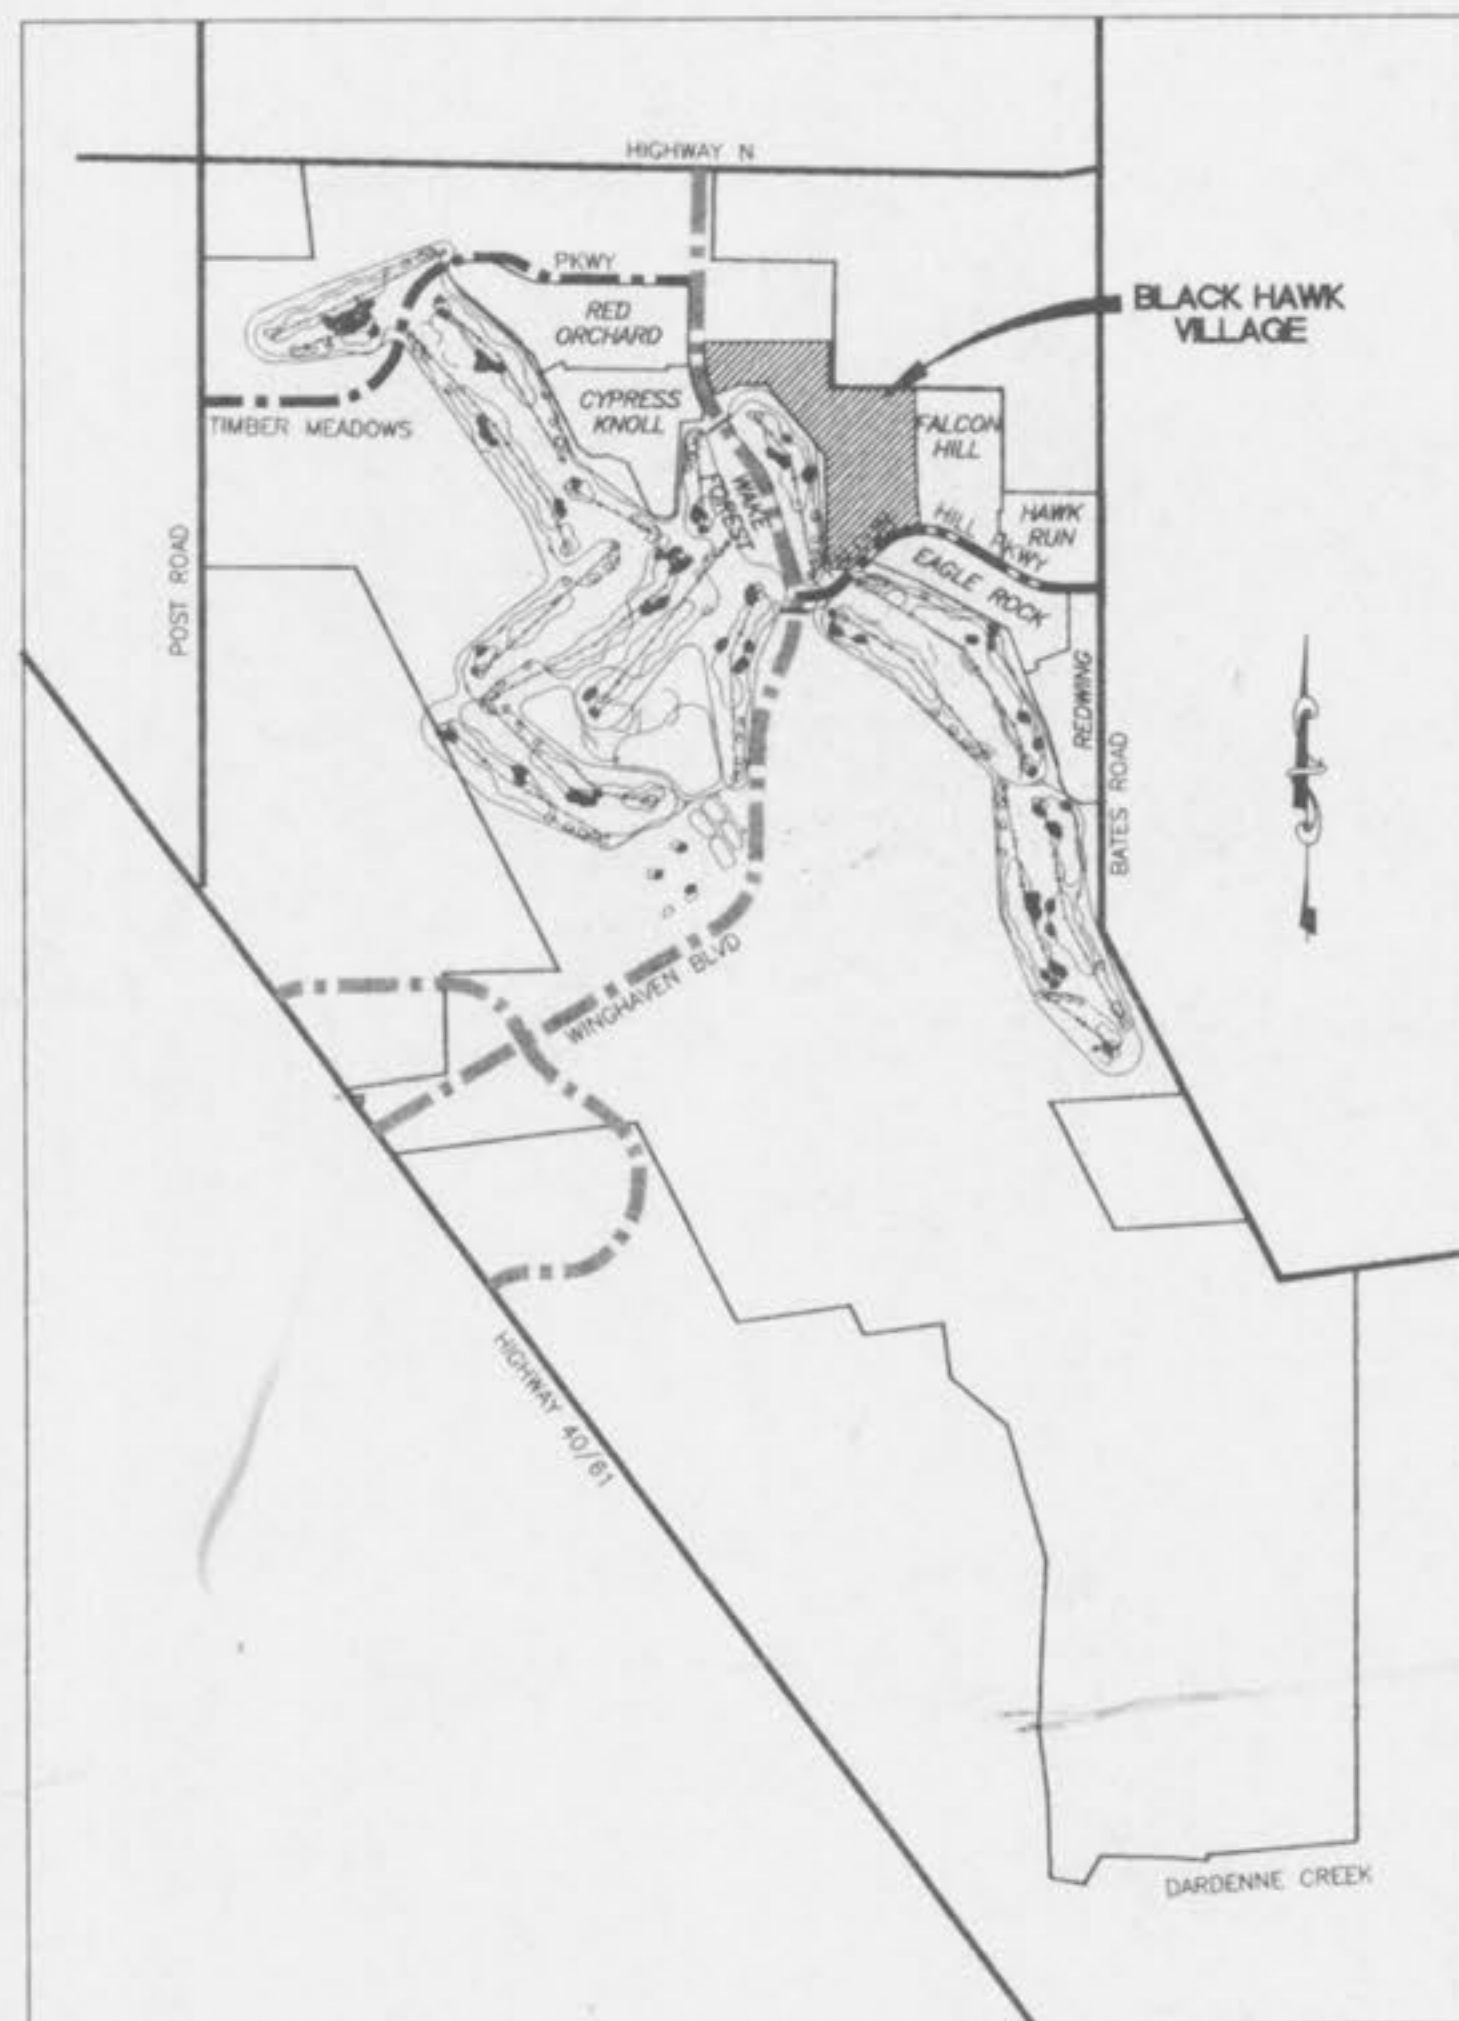 HIGHWAY N
PKWY
RED
ORCHARD
BLACK HAWK
VILLAGE
CYPRESS
KNOLL
TIMBER MEADOWS
FALCON
HILL
WAKE
FOREST
HAWK
RUN
HILL PKWY
EAGLE ROCK
POST ROAD
REDWING
BATES ROAD
WINGHAVEN BLVD
HIGHWAY 40/61
DARDENNE CREEK